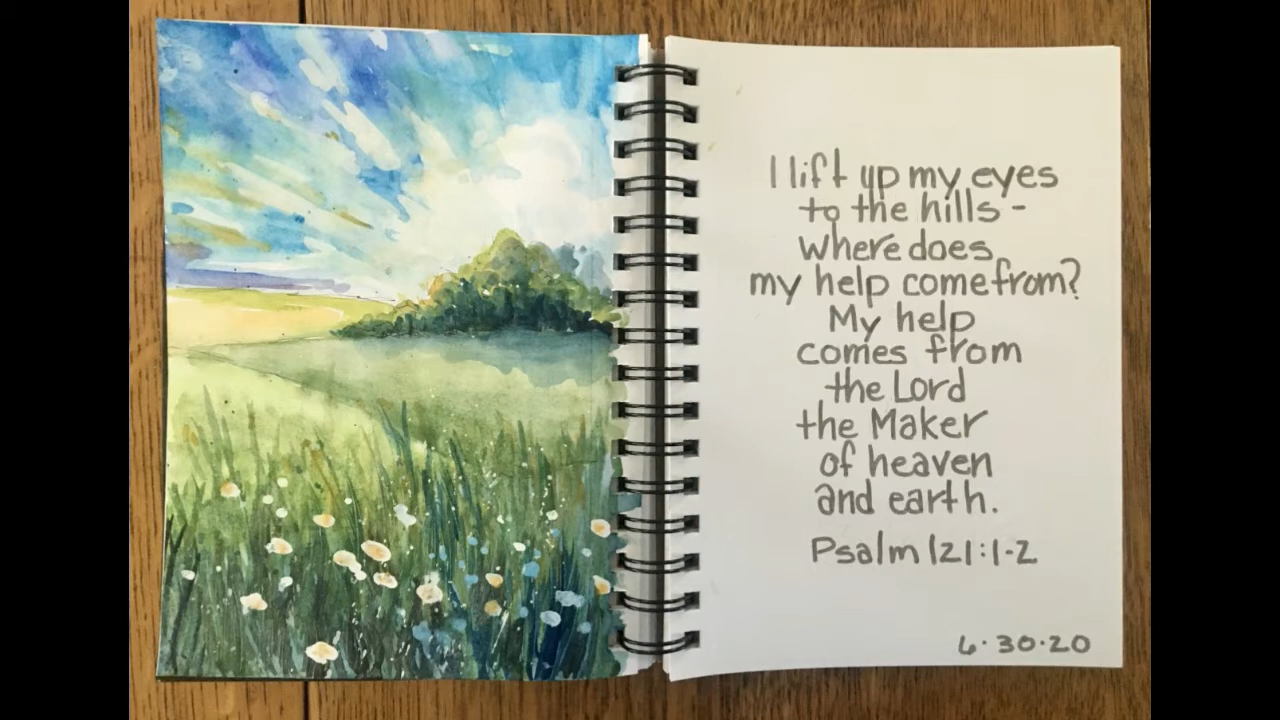 I lift up my eyes
to the hills -
where does
my help come from?
My help
comes from
the Lord
the Maker
of heaven
and earth.
Psalm 121:1-2
6·30·20